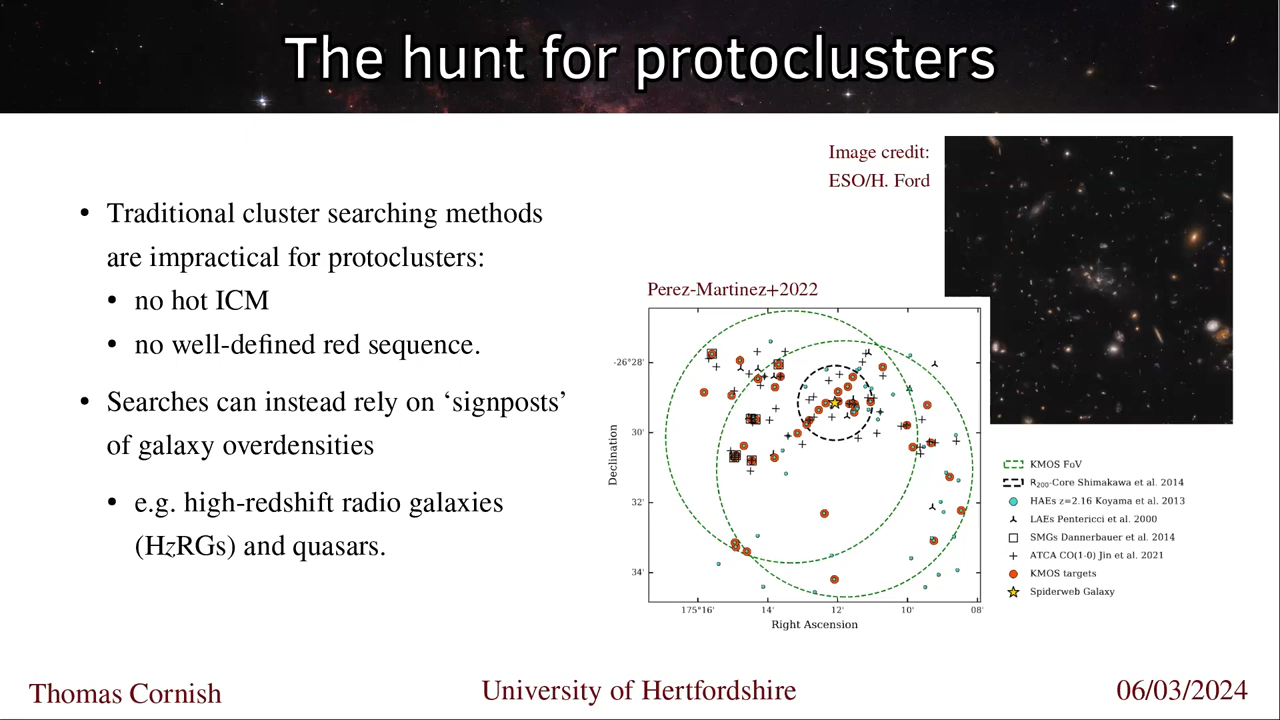 The hunt for protoclusters
Image credit:
ESO/H. Ford
• Traditional cluster searching methods
are impractical for protoclusters:
• no hot ICM
• no well-defined red sequence.
• Searches can instead rely on ‘signposts’
of galaxy overdensities
• e.g. high-redshift radio galaxies
(HzRGs) and quasars.
Perez-Martinez+2022
-26°28'
30'
32'
34'
Declination
175°16'
14'
12'
10'
08'
Right Ascension
KMOS FoV
R200-Core Shimakawa et al. 2014
HAEs z=2.16 Koyama et al. 2013
LAEs Pentericci et al. 2000
SMGs Dannerbauer et al. 2014
ATCA CO(1-0) Jin et al. 2021
KMOS targets
Spiderweb Galaxy
Thomas Cornish
University of Hertfordshire
06/03/2024